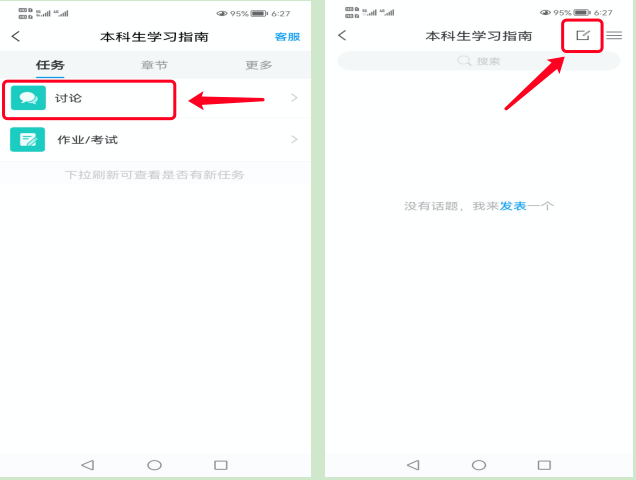 95% 6:27
本科生学习指南
客服
任务 章节 更多
讨论
作业/考试
下拉刷新可查看是否有新任务
95% 6:27
本科生学习指南
搜索
没有话题，我来发表一个